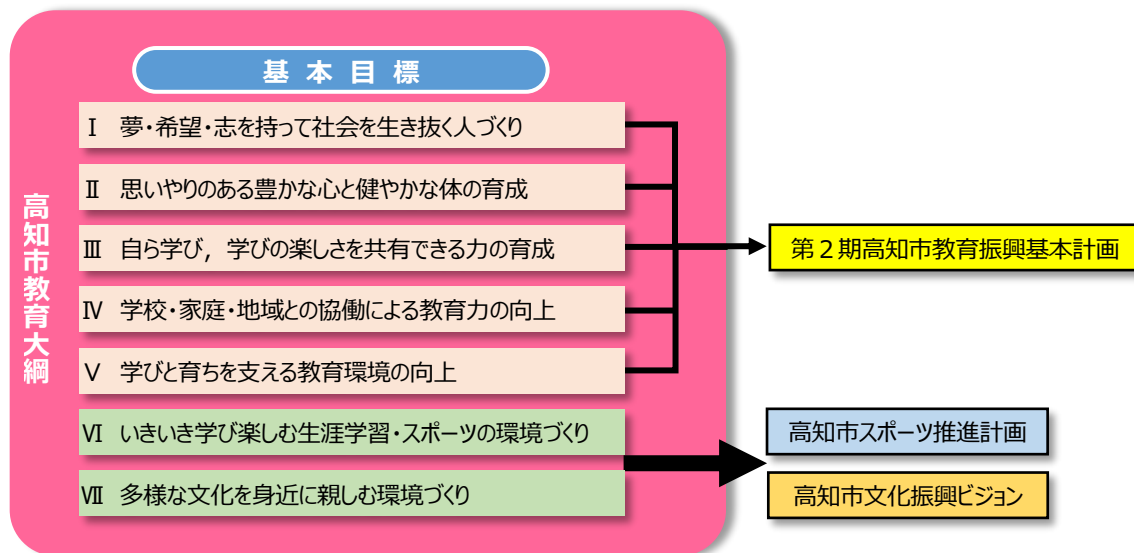 高知市教育大綱
基本目標
Ⅰ 夢・希望・志を持って社会を生き抜く人づくり
Ⅱ 思いやりのある豊かな心と健やかな体の育成
Ⅲ 自ら学び，学びの楽しさを共有できる力の育成
Ⅳ 学校・家庭・地域との協働による教育力の向上
Ⅴ 学びと育ちを支える教育環境の向上
Ⅵ いきいき学び楽しむ生涯学習・スポーツの環境づくり
Ⅶ 多様な文化を身近に親しむ環境づくり
第２期高知市教育振興基本計画
高知市スポーツ推進計画
高知市文化振興ビジョン